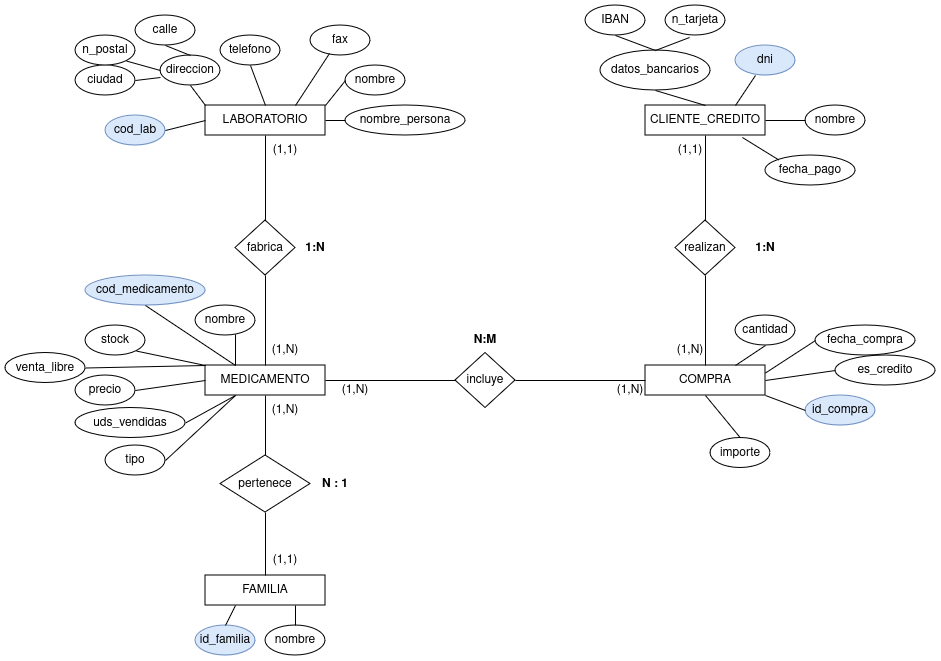 IBAN
n_tarjeta
calle
n_postal
telefono
fax
dni
direccion
datos_bancarios
ciudad
nombre
LABORATORIO
nombre_persona
CLIENTE_CREDITO
nombre
cod_lab
(1,1)
(1,1)
fecha_pago
fabrica
1:N
realizan
1:N
cod_medicamento
nombre
cantidad
stock
N:M
fecha_compra
(1,N)
(1,N)
venta_libre
MEDICAMENTO
incluye
COMPRA
es_credito
precio
(1,N)
(1,N)
(1,N)
id_compra
uds_vendidas
tipo
importe
pertenece
N : 1
(1,1)
FAMILIA
id_familia
nombre